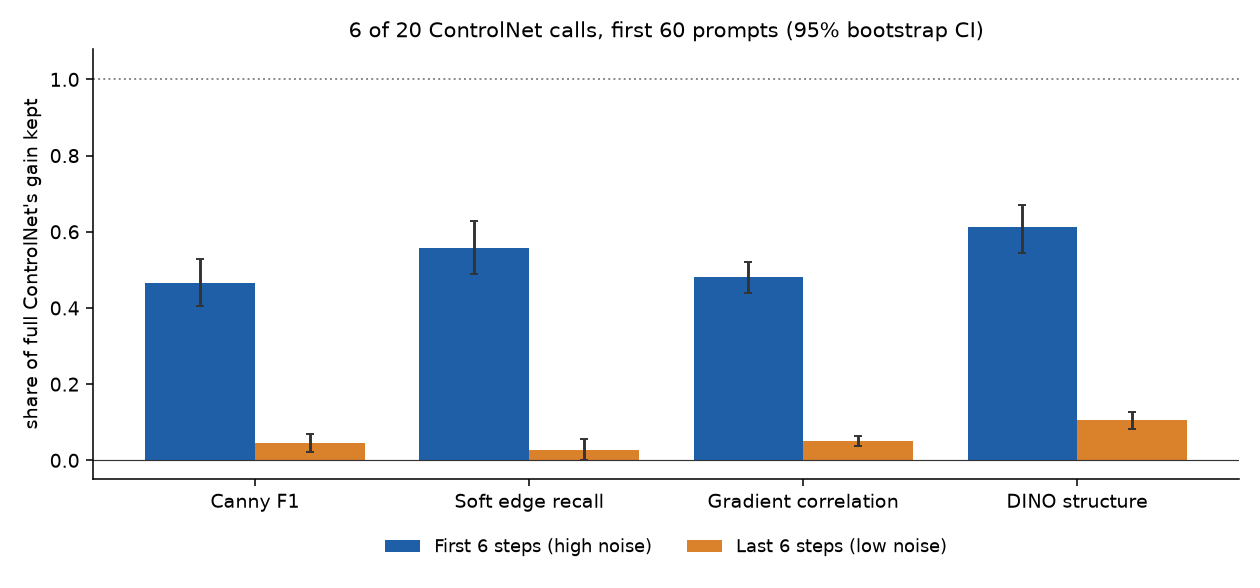 6 of 20 ControlNet calls, first 60 prompts (95% bootstrap CI)
share of full ControlNet's gain kept
1.0
0.8
0.6
0.4
0.2
0.0
Canny F1
Soft edge recall
Gradient correlation
DINO structure
First 6 steps (high noise)
Last 6 steps (low noise)